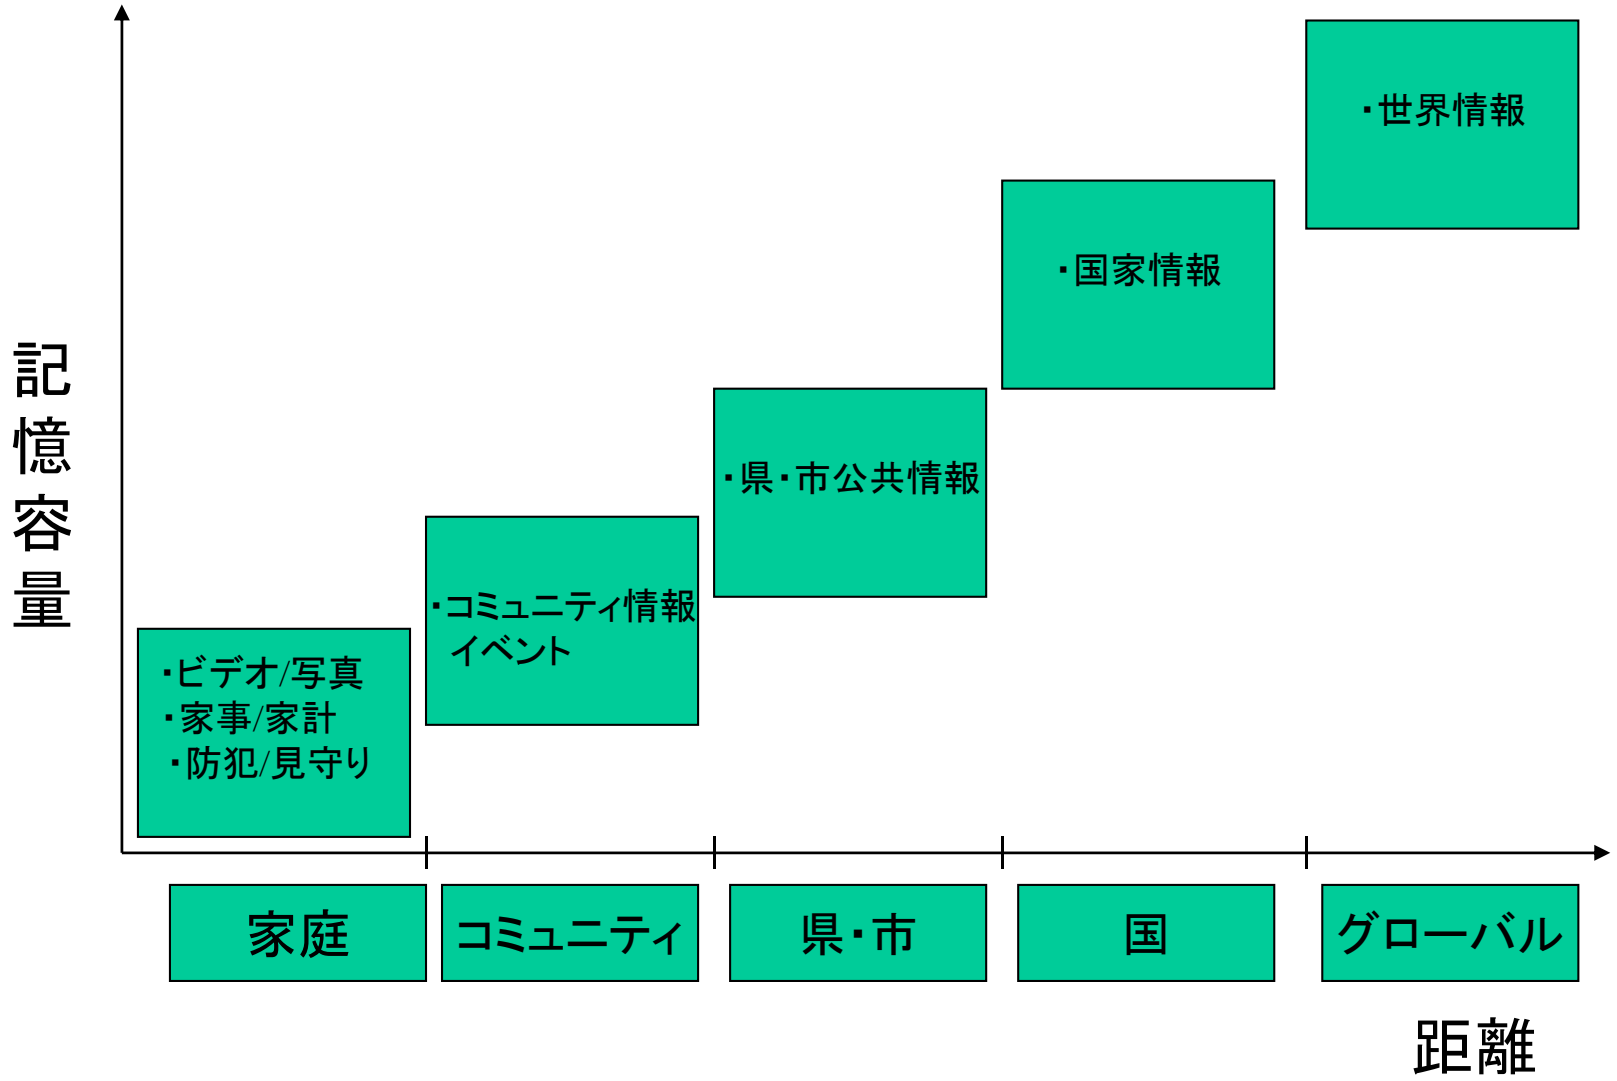 ・世界情報
・国家情報
・県・市公共情報
・コミュニティ情報
イベント
・ビデオ/写真
・家事/家計
・防犯/見守り
記憶容量
家庭
コミュニティ
県・市
国
グローバル
距離